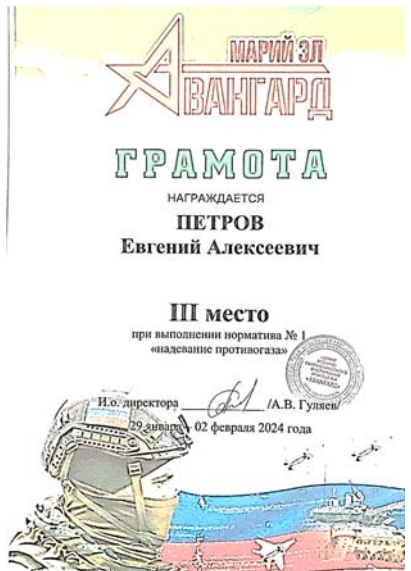 МАРИЙ ЭЛ
АВАНГАРД
ГРАМОТА
НАГРАЖДАЕТСЯ
ПЕТРОВ
Евгений Алексеевич
III место
при выполнении норматива № 1
«надевание противогаза»
И.о. директора /А.В. Гуляев/
29 января - 02 февраля 2024 года
«АВАНГАРД»